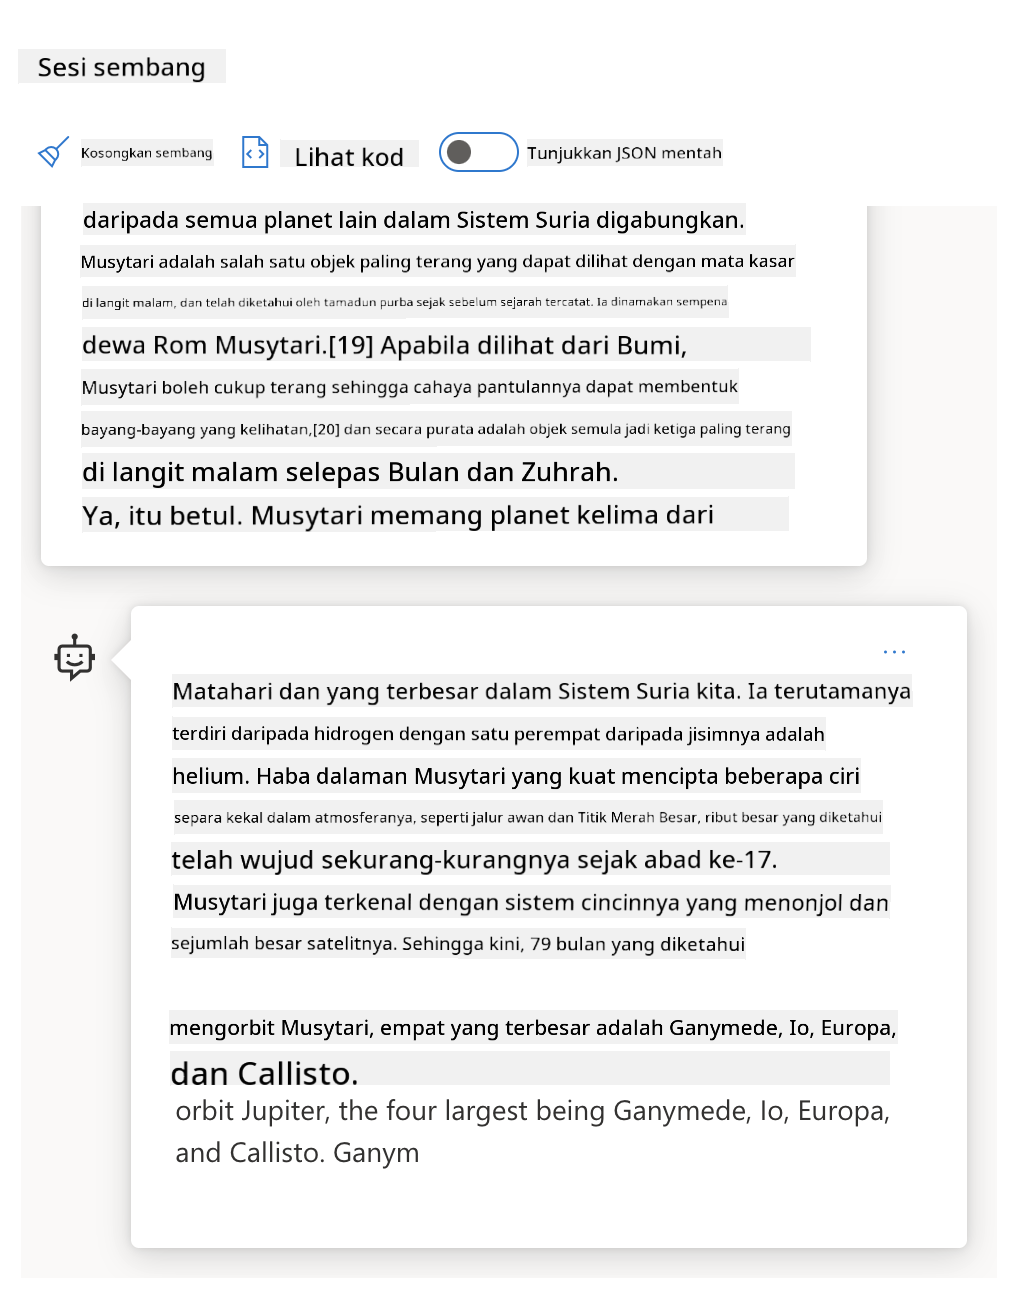 Sesi sembang
Kosongkan sembang
Lihat kod
Tunjukkan JSON mentah
daripada semua planet lain dalam Sistem Suria digabungkan.
Musytari adalah salah satu objek paling terang yang dapat dilihat dengan mata kasar
di langit malam, dan telah diketahui oleh tamadun purba sejak sebelum sejarah tercatat. Ia dinamakan sempena
dewa Rom Musytari.[19] Apabila dilihat dari Bumi,
Musytari boleh cukup terang sehingga cahaya pantulannya dapat membentuk
bayang-bayang yang kelihatan,[20] dan secara purata adalah objek semula jadi ketiga paling terang
di langit malam selepas Bulan dan Zuhrah.
Ya, itu betul. Musytari memang planet kelima dari
Matahari dan yang terbesar dalam Sistem Suria kita. Ia terutamanya
terdiri daripada hidrogen dengan satu perempat daripada jisimnya adalah
helium. Haba dalaman Musytari yang kuat mencipta beberapa ciri
separa kekal dalam atmosferanya, seperti jalur awan dan Titik Merah Besar, ribut besar yang diketahui
telah wujud sekurang-kurangnya sejak abad ke-17.
Musytari juga terkenal dengan sistem cincinnya yang menonjol dan
sejumlah besar satelitnya. Sehingga kini, 79 bulan yang diketahui
mengorbit Musytari, empat yang terbesar adalah Ganymede, Io, Europa,
dan Callisto.
orbit Jupiter, the four largest being Ganymede, Io, Europa,
and Callisto. Ganym